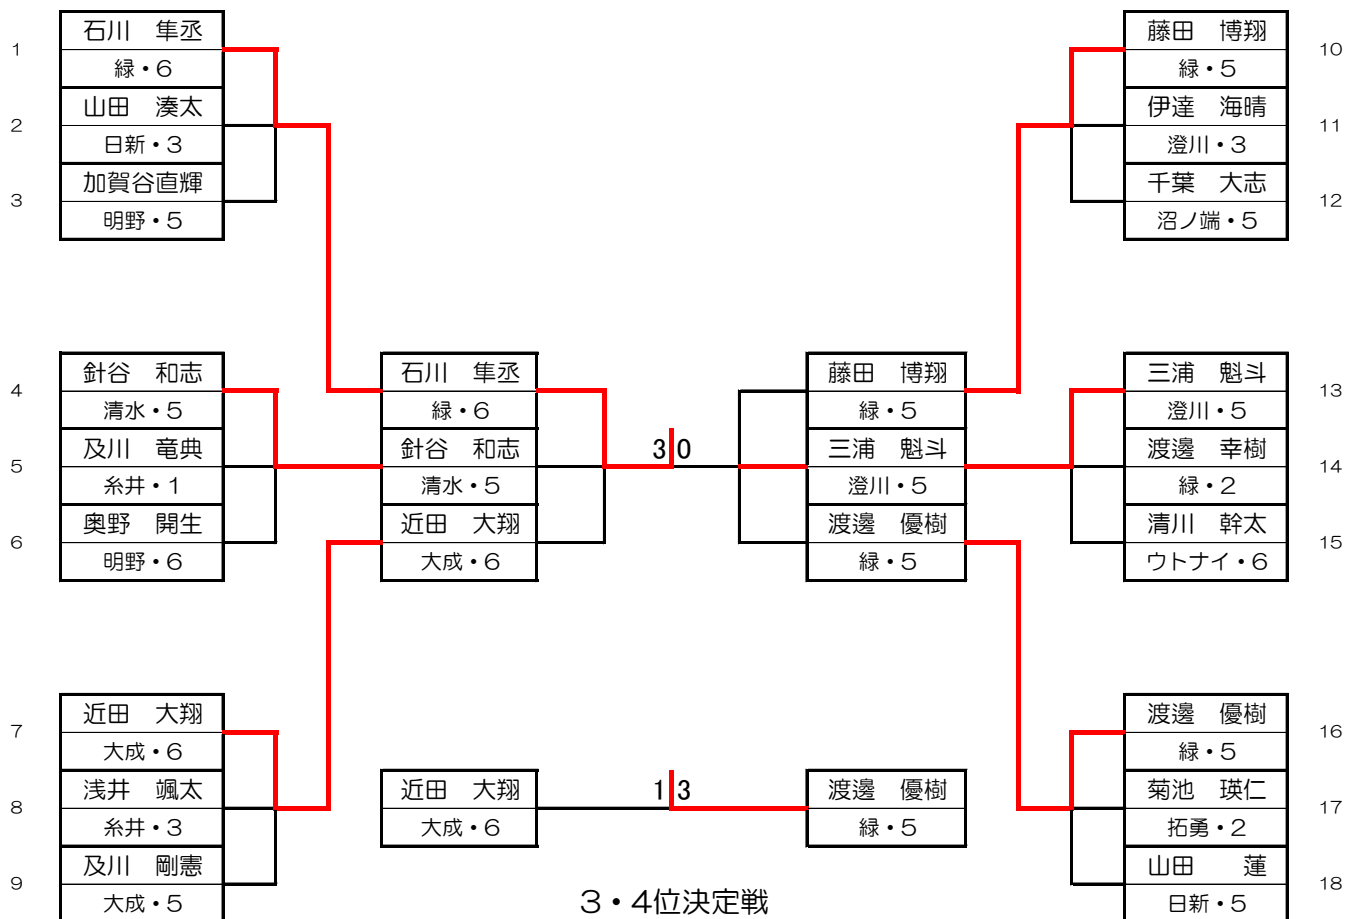 1
石川　隼丞
緑・6
2
山田　湊太
日新・3
3
加賀谷直輝
明野・5
4
針谷　和志
清水・5
5
及川　竜典
糸井・1
6
奥野　開生
明野・6
7
近田　大翔
大成・6
8
浅井　颯太
糸井・3
9
及川　剛憲
大成・5
石川　隼丞
緑・6
針谷　和志
清水・5
近田　大翔
大成・6
3 0
藤田　博翔
緑・5
三浦　魁斗
澄川・5
渡邊　優樹
緑・5
近田　大翔
大成・6
1 3
渡邊　優樹
緑・5
3・4位決定戦
藤田　博翔
緑・5
10
伊達　海晴
澄川・3
11
千葉　大志
沼ノ端・5
12
三浦　魁斗
澄川・5
13
渡邊　幸樹
緑・2
14
清川　幹太
ウトナイ・6
15
渡邊　優樹
緑・5
16
菊池　瑛仁
拓勇・2
17
山田　蓮
日新・5
18